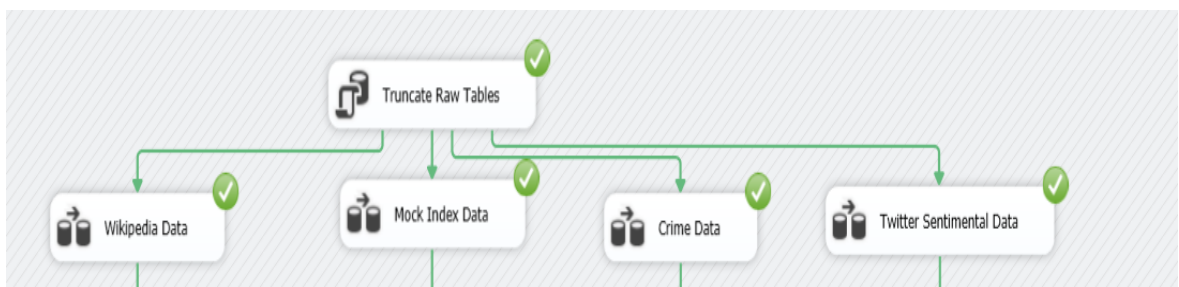 Truncate Raw Tables
Wikipedia Data
Mock Index Data
Crime Data
Twitter Sentimental Data